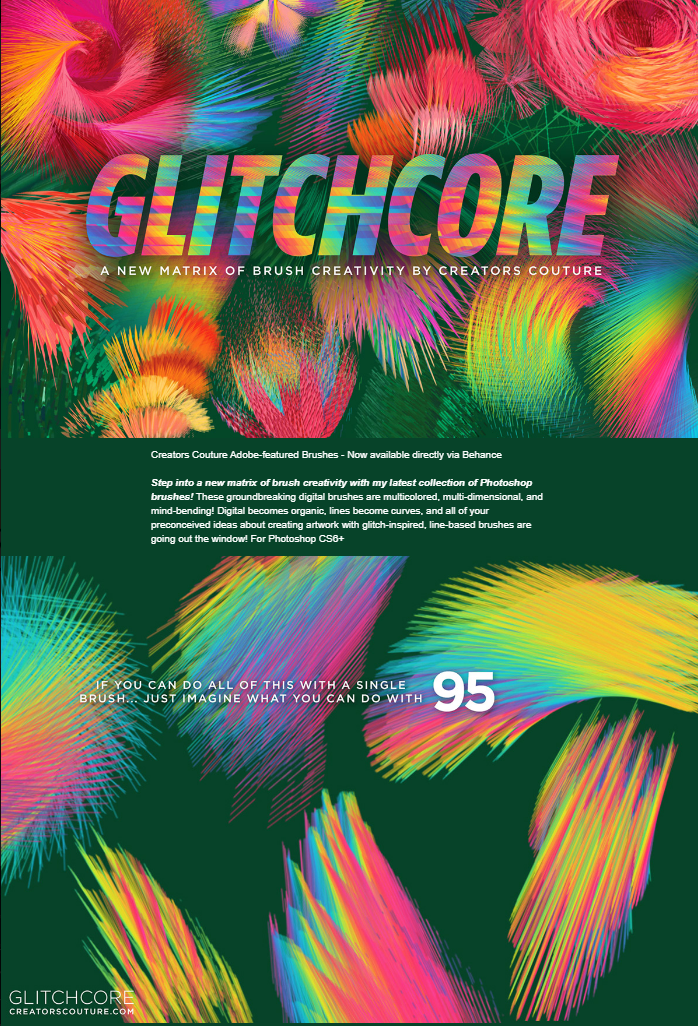 GLITCHCORE
A NEW MATRIX OF BRUSH CREATIVITY BY CREATORS COUTURE
Creators Couture Adobe-featured Brushes - Now available directly via Behance
Step into a new matrix of brush creativity with my latest collection of Photoshop
brushes! These groundbreaking digital brushes are multicolored, multi-dimensional, and
mind-bending! Digital becomes organic, lines become curves, and all of your
preconceived ideas about creating artwork with glitch-inspired, line-based brushes are
going out the window! For Photoshop CS6+
IF YOU CAN DO ALL OF THIS WITH A SINGLE
BRUSH... JUST IMAGINE WHAT YOU CAN DO WITH 95
GLITCHCORE
CREATORSCOUTURE.COM